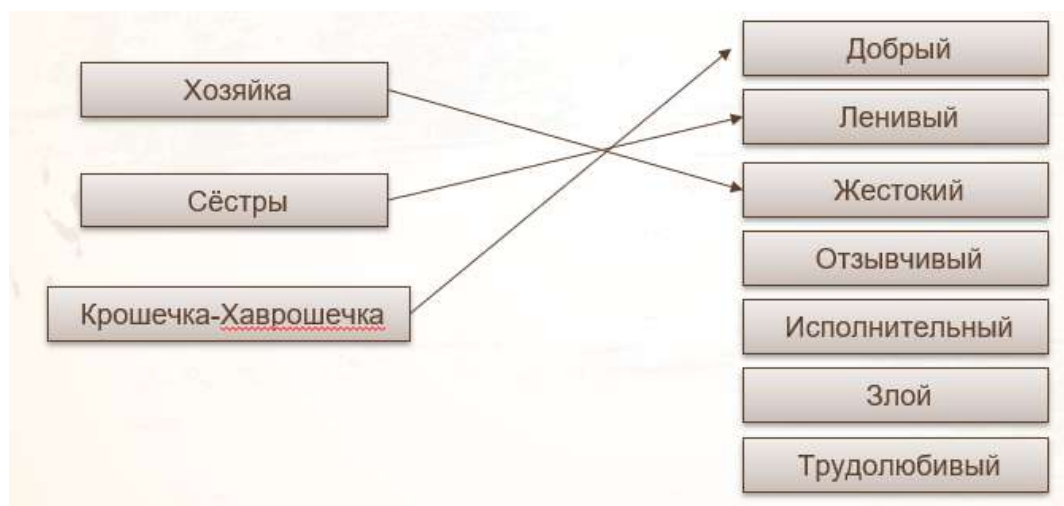 Хозяйка
Сёстры
Крошечка-Хаврошечка
Добрый
Ленивый
Жестокий
Отзывчивый
Исполнительный
Злой
Трудолюбивый